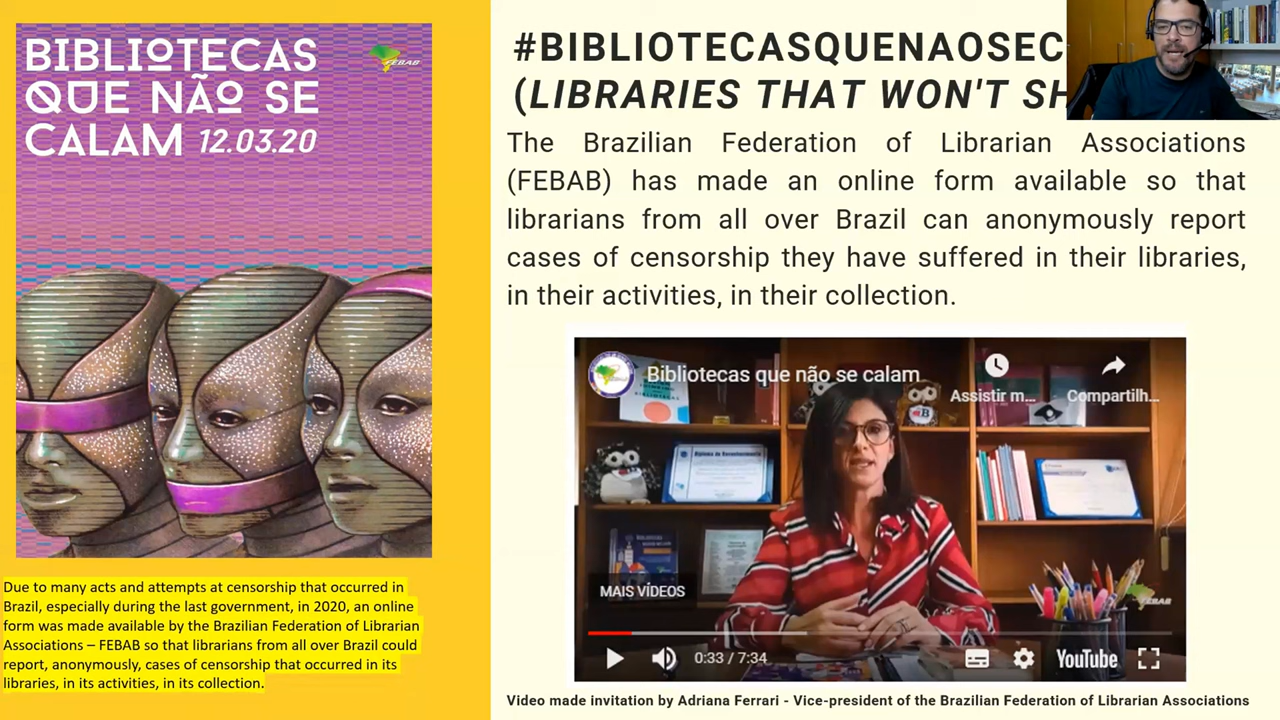 BIBLIOTECAS
QUE NÃO SE
CALAM 12.03.20
FEBAB
Due to many acts and attempts at censorship that occurred in
Brazil, especially during the last government, in 2020, an online
form was made available by the Brazilian Federation of Librarian
Associations – FEBAB so that librarians from all over Brazil could
report, anonymously, cases of censorship that occurred in its
libraries, in its activities, in its collection.
#BIBLIOTECASQUENAOSEC
(LIBRARIES THAT WON'T SH
The Brazilian Federation of Librarian Associations
(FEBAB) has made an online form available so that
librarians from all over Brazil can anonymously report
cases of censorship they have suffered in their libraries,
in their activities, in their collection.
Bibliotecas que não se calam
Assistir m...
Compartilh...
Diploma de Reconhecimento
MAIS VÍDEOS
FEBAB
0:33 / 7:34
YouTube
Video made invitation by Adriana Ferrari - Vice-president of the Brazilian Federation of Librarian Associations